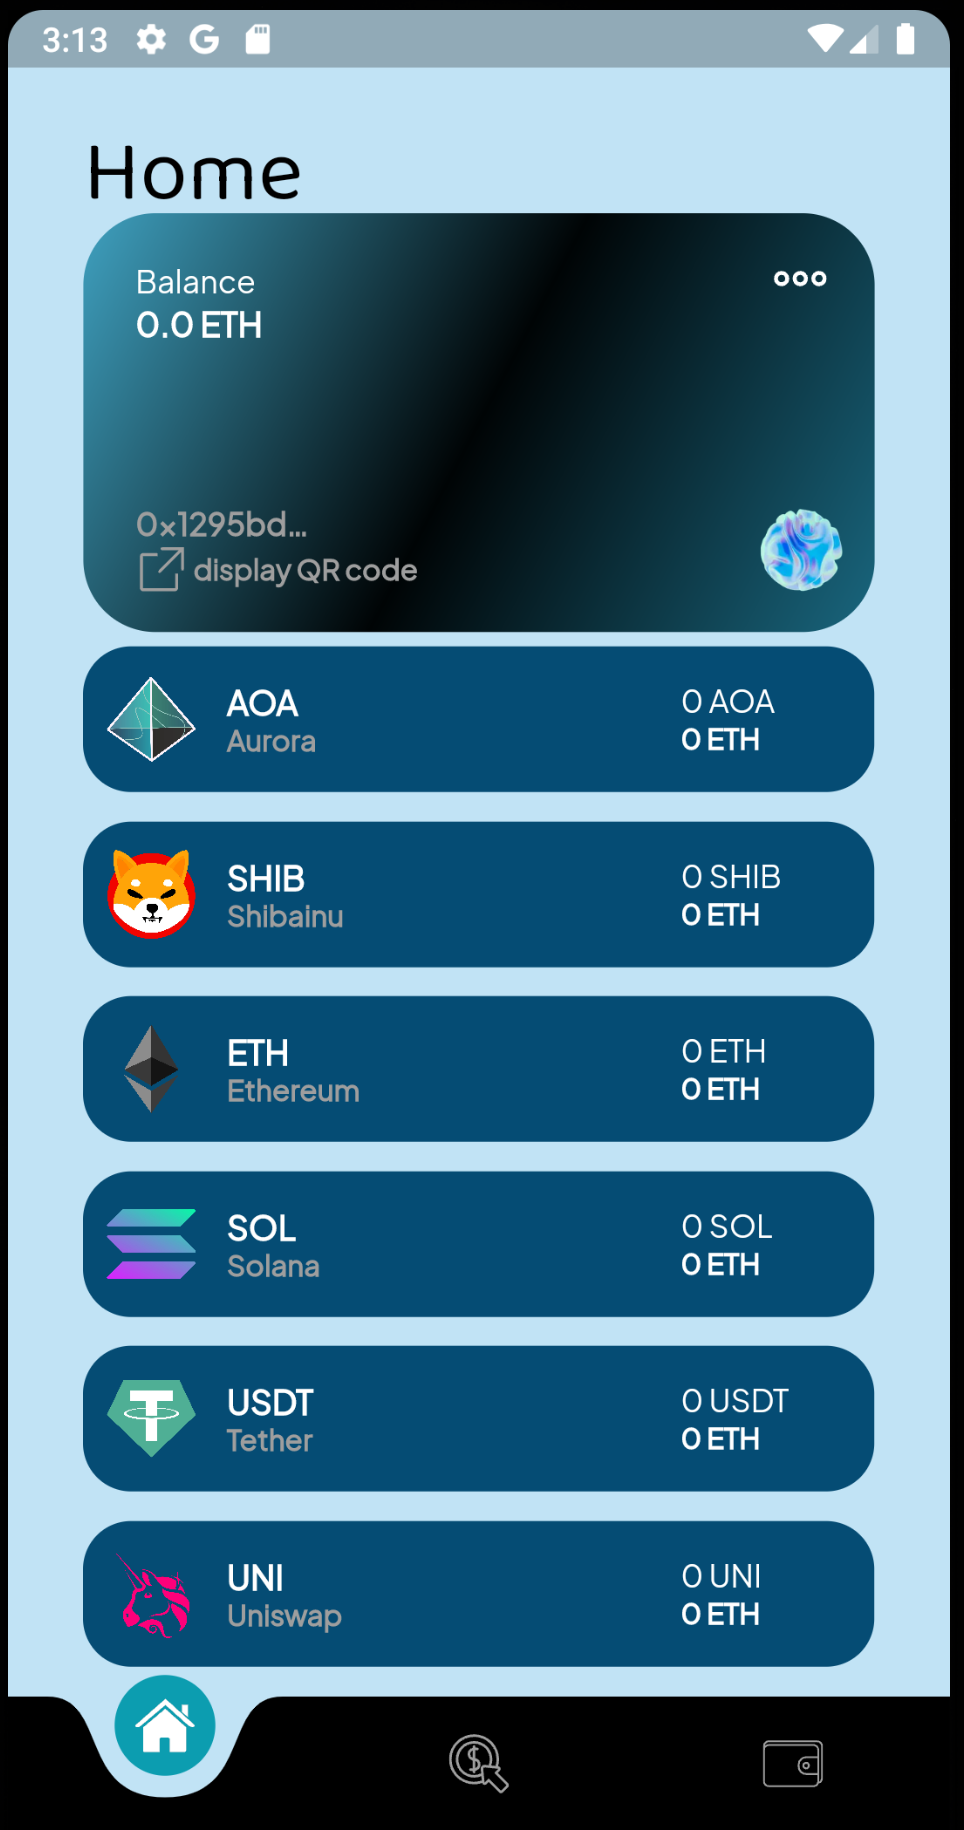 3:13
Home
Balance
0.0 ETH
0x1295bd...
display QR code
AOA
Aurora
0 AOA
0 ETH
SHIB
Shibainu
0 SHIB
0 ETH
ETH
Ethereum
0 ETH
0 ETH
SOL
Solana
0 SOL
0 ETH
USDT
Tether
0 USDT
0 ETH
UNI
Uniswap
0 UNI
0 ETH